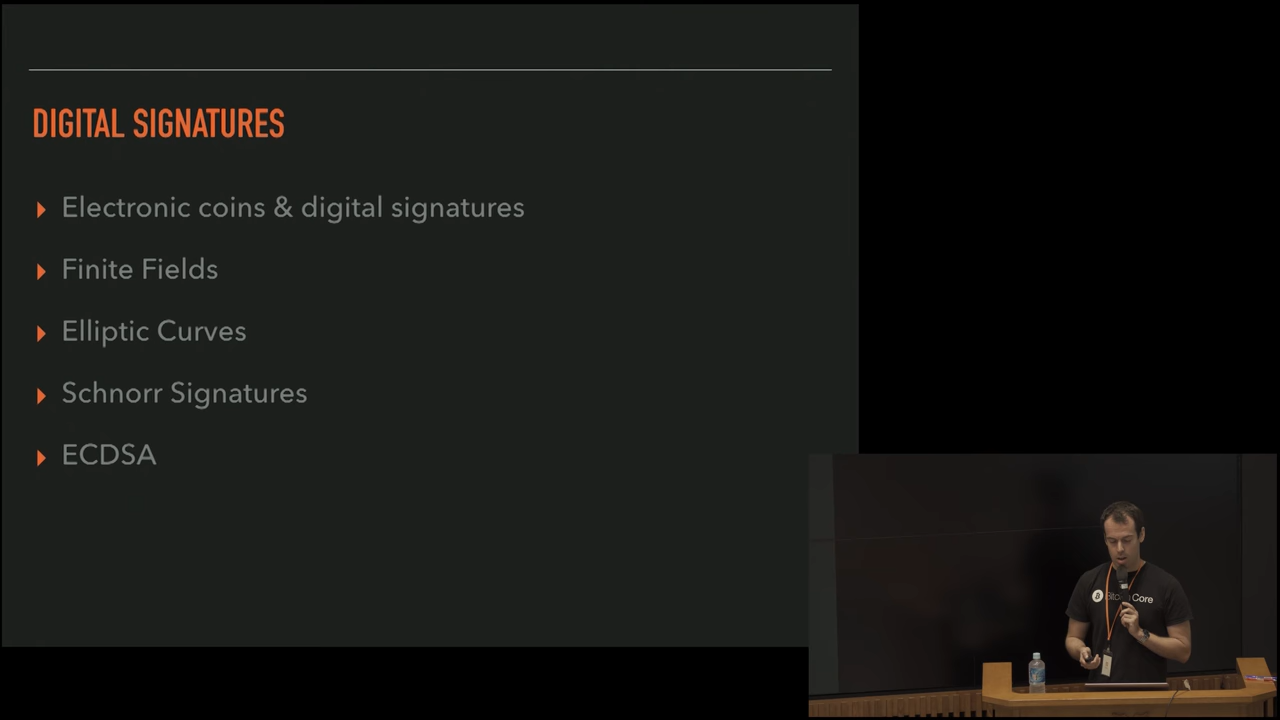 DIGITAL SIGNATURES
Electronic coins & digital signatures
Finite Fields
Elliptic Curves
Schnorr Signatures
ECDSA
Core